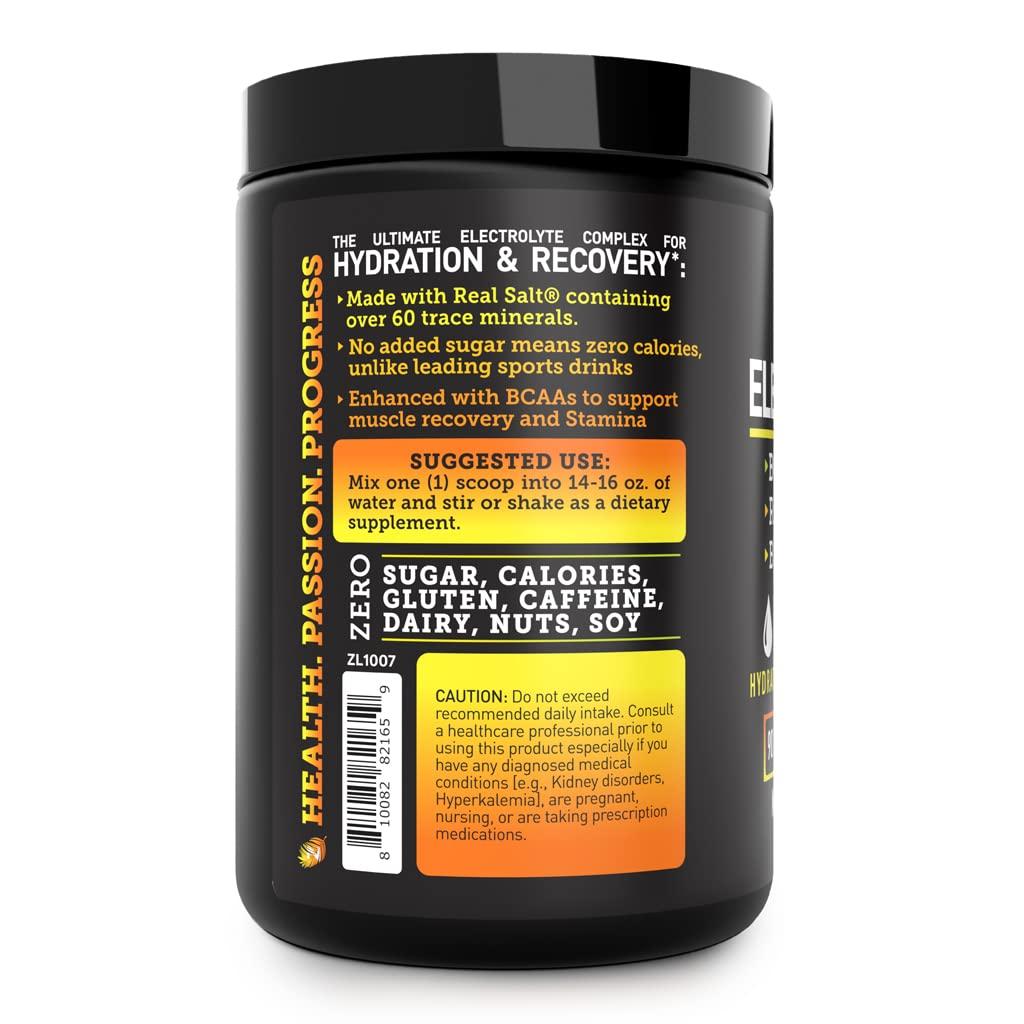 THE ULTIMATE ELECTROLYTE COMPLEX FOR
HYDRATION & RECOVERY*:
Made with Real Salt® containing
over 60 trace minerals.
No added sugar means zero calories,
unlike leading sports drinks
Enhanced with BCAAs to support
muscle recovery and Stamina
SUGGESTED USE:
Mix one (1) scoop into 14-16 oz. of
water and stir or shake as a dietary
supplement.
ZERO
SUGAR, CALORIES,
GLUTEN, CAFFEINE,
DAIRY, NUTS, SOY
ZL1007
8 10082 82165 9
CAUTION: Do not exceed
recommended daily intake. Consult
a healthcare professional prior to
using this product especially if you
have any diagnosed medical
conditions [e.g., Kidney disorders,
Hyperkalemia], are pregnant,
nursing, or are taking prescription
medications.
HEALTH. PASSION. PROGRESS